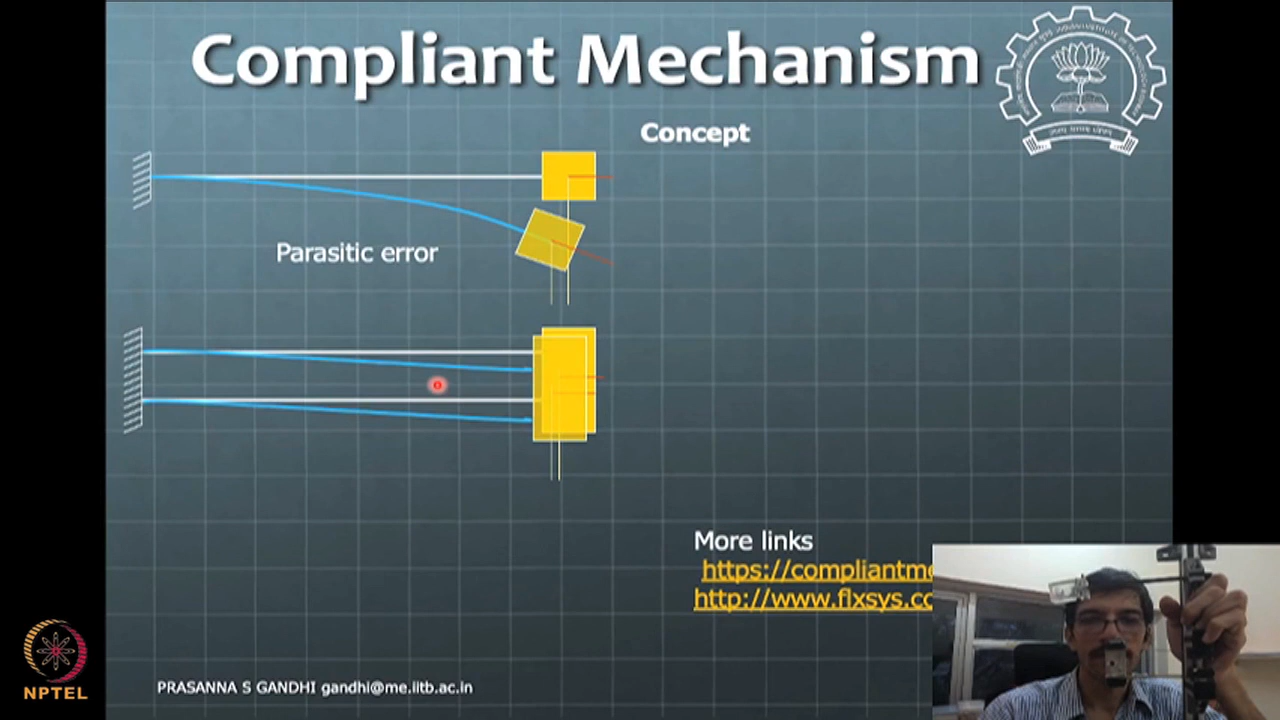 Compliant Mechanism
Concept
Parasitic error
More links
https://compliantme
http://www.flxsys.co
NPTEL
PRASANNA S GANDHI gandhi@me.iitb.ac.in